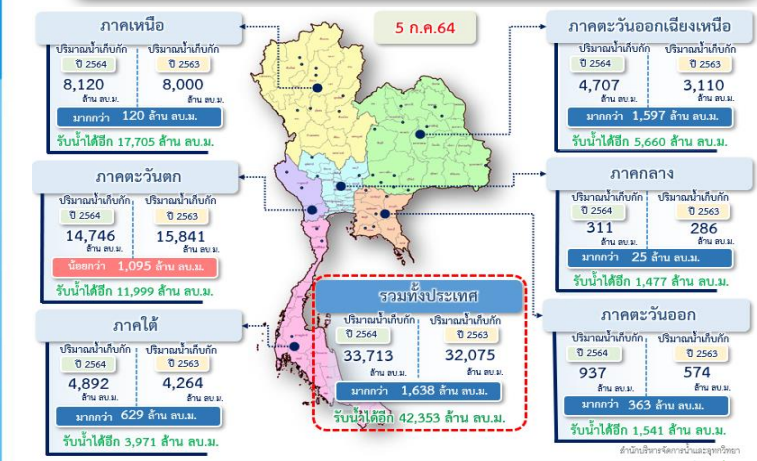 5 ก.ค.64
ภาคเหนือ
ปริมาณน้ำเก็บกัก ปริมาณน้ำเก็บกัก
ปี 2564 ปี 2563
8,120 8,000
ล้าน ลบ.ม. ล้าน ลบ.ม.
มากกว่า 120 ล้าน ลบ.ม.
รับน้ำได้อีก 17,705 ล้าน ลบ.ม.
ภาคตะวันออกเฉียงเหนือ
ปริมาณน้ำเก็บกัก ปริมาณน้ำเก็บกัก
ปี 2564 ปี 2563
4,707 3,110
ล้าน ลบ.ม. ล้าน ลบ.ม.
มากกว่า 1,597 ล้าน ลบ.ม.
รับน้ำได้อีก 5,660 ล้าน ลบ.ม.
ภาคตะวันตก
ปริมาณน้ำเก็บกัก ปริมาณน้ำเก็บกัก
ปี 2564 ปี 2563
14,746 15,841
ล้าน ลบ.ม. ล้าน ลบ.ม.
น้อยกว่า 1,095 ล้าน ลบ.ม.
รับน้ำได้อีก 11,999 ล้าน ลบ.ม.
ภาคกลาง
ปริมาณน้ำเก็บกัก ปริมาณน้ำเก็บกัก
ปี 2564 ปี 2563
311 286
ล้าน ลบ.ม. ล้าน ลบ.ม.
มากกว่า 25 ล้าน ลบ.ม.
รับน้ำได้อีก 1,477 ล้าน ลบ.ม.
ภาคใต้
ปริมาณน้ำเก็บกัก ปริมาณน้ำเก็บกัก
ปี 2564 ปี 2563
4,892 4,264
ล้าน ลบ.ม. ล้าน ลบ.ม.
มากกว่า 629 ล้าน ลบ.ม.
รับน้ำได้อีก 3,971 ล้าน ลบ.ม.
รวมทั้งประเทศ
ปริมาณน้ำเก็บกัก ปริมาณน้ำเก็บกัก
ปี 2564 ปี 2563
33,713 32,075
ล้าน ลบ.ม. ล้าน ลบ.ม.
มากกว่า 1,638 ล้าน ลบ.ม.
รับน้ำได้อีก 42,353 ล้าน ลบ.ม.
ภาคตะวันออก
ปริมาณน้ำเก็บกัก ปริมาณน้ำเก็บกัก
ปี 2564 ปี 2563
937 574
ล้าน ลบ.ม. ล้าน ลบ.ม.
มากกว่า 363 ล้าน ลบ.ม.
รับน้ำได้อีก 1,541 ล้าน ลบ.ม.
สำนักบริหารจัดการน้ำและอุทกวิทยา